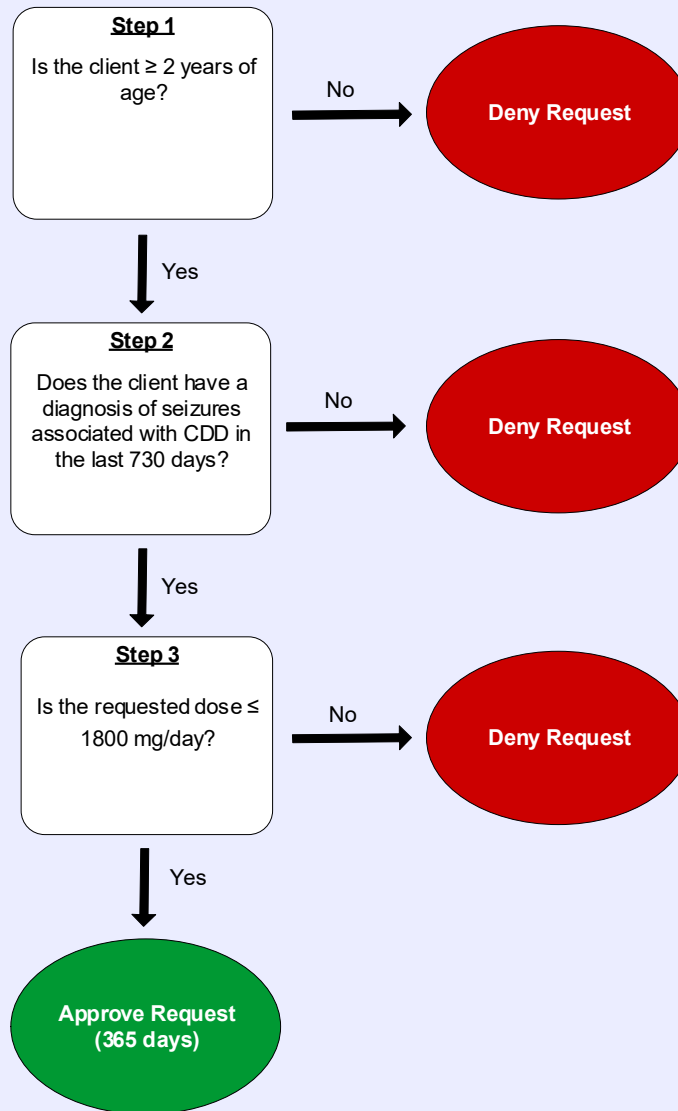 Step 1
Is the client ≥ 2 years of
age?
No
Deny Request
Yes
Step 2
Does the client have a
diagnosis of seizures
associated with CDD in
the last 730 days?
No
Deny Request
Yes
Step 3
Is the requested dose ≤
1800 mg/day?
No
Deny Request
Yes
Approve Request
(365 days)